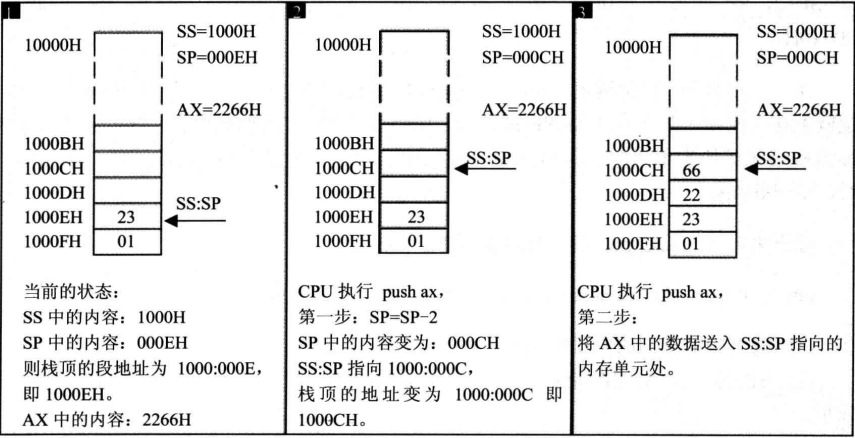 1
10000H
SS=1000H
SP=000EH
AX=2266H
1000BH
1000CH
1000DH
SS:SP
1000EH 23
1000FH 01
当前的状态：
SS 中的内容：1000H
SP 中的内容：000EH
则栈顶的段地址为 1000:000E，
即 1000EH。
AX 中的内容：2266H
2
10000H
SS=1000H
SP=000CH
AX=2266H
1000BH
1000CH
SS:SP
1000DH
1000EH 23
1000FH 01
CPU 执行 push ax，
第一步：SP=SP-2
SP 中的内容变为：000CH
SS:SP 指向 1000:000C，
栈顶的地址变为 1000:000C 即
1000CH。
3
10000H
SS=1000H
SP=000CH
AX=2266H
1000BH
1000CH 66
SS:SP
1000DH 22
1000EH 23
1000FH 01
CPU 执行 push ax，
第二步：
将 AX 中的数据送入 SS:SP 指向的
内存单元处。